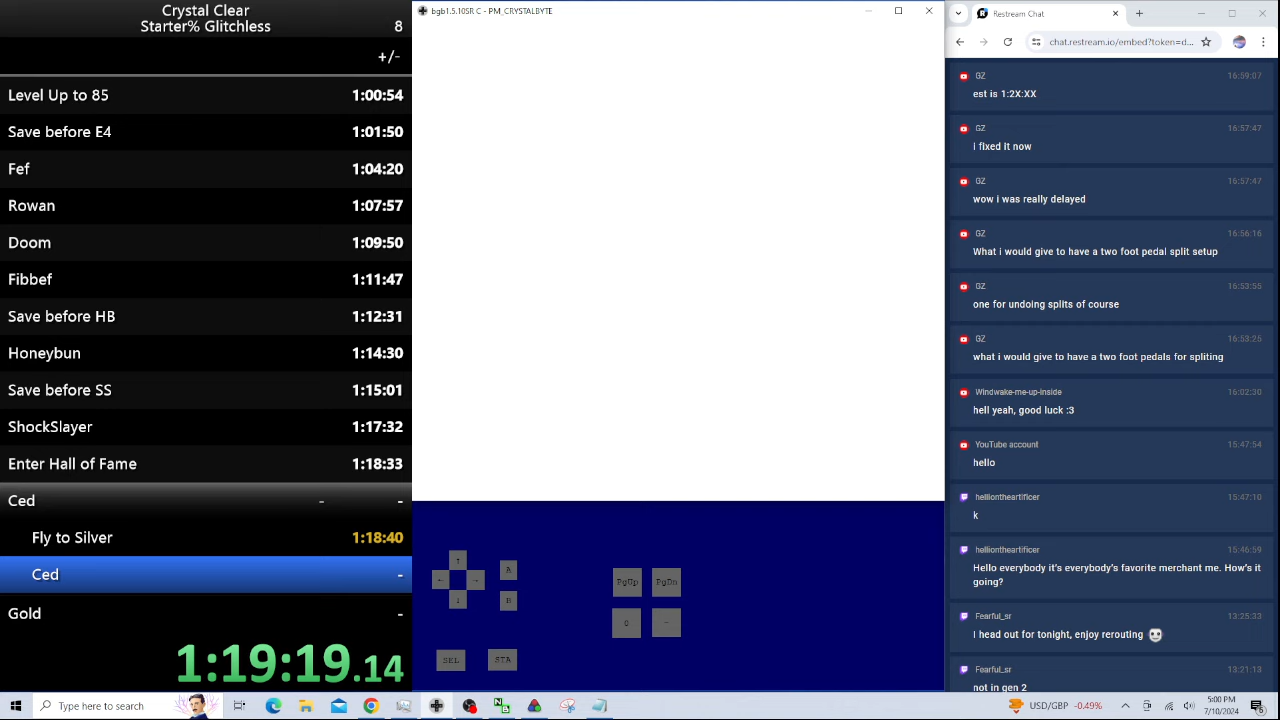 Crystal Clear
Starter% Glitchless 8
+/-
Level Up to 85 1:00:54
Save before E4 1:01:50
Fef 1:04:20
Rowan 1:07:57
Doom 1:09:50
Fibbef 1:11:47
Save before HB 1:12:31
Honeybun 1:14:30
Save before SS 1:15:01
ShockSlayer 1:17:32
Enter Hall of Fame 1:18:33
Ced - -
Fly to Silver 1:18:40
Ced -
Gold -
1:19:19.14
bgb1.5.10SR C - PM_CRYSTALBYTE
↑
← →
↓
A
B
SEL STA
PgUp PgDn
0 -
Restream Chat
chat.restream.io/embed?token=d...
GZ 16:59:07
est is 1:2X:XX
GZ 16:57:47
i fixed it now
GZ 16:57:47
wow i was really delayed
GZ 16:56:16
What i would give to have a two foot pedal split setup
GZ 16:53:55
one for undoing splits of course
GZ 16:53:25
what i would give to have a two foot pedals for spliting
Windwake-me-up-inside 16:02:30
hell yeah, good luck :3
YouTube account 15:47:54
hello
helliontheartificer 15:47:10
k
helliontheartificer 15:46:59
Hello everybody it's everybody's favorite merchant me. How's it
going?
Fearful_sr 13:25:33
I head out for tonight, enjoy rerouting
Fearful_sr 13:21:13
not in gen 2
Type here to search
USD/GBP -0.49%
5:00 PM
7/10/2024